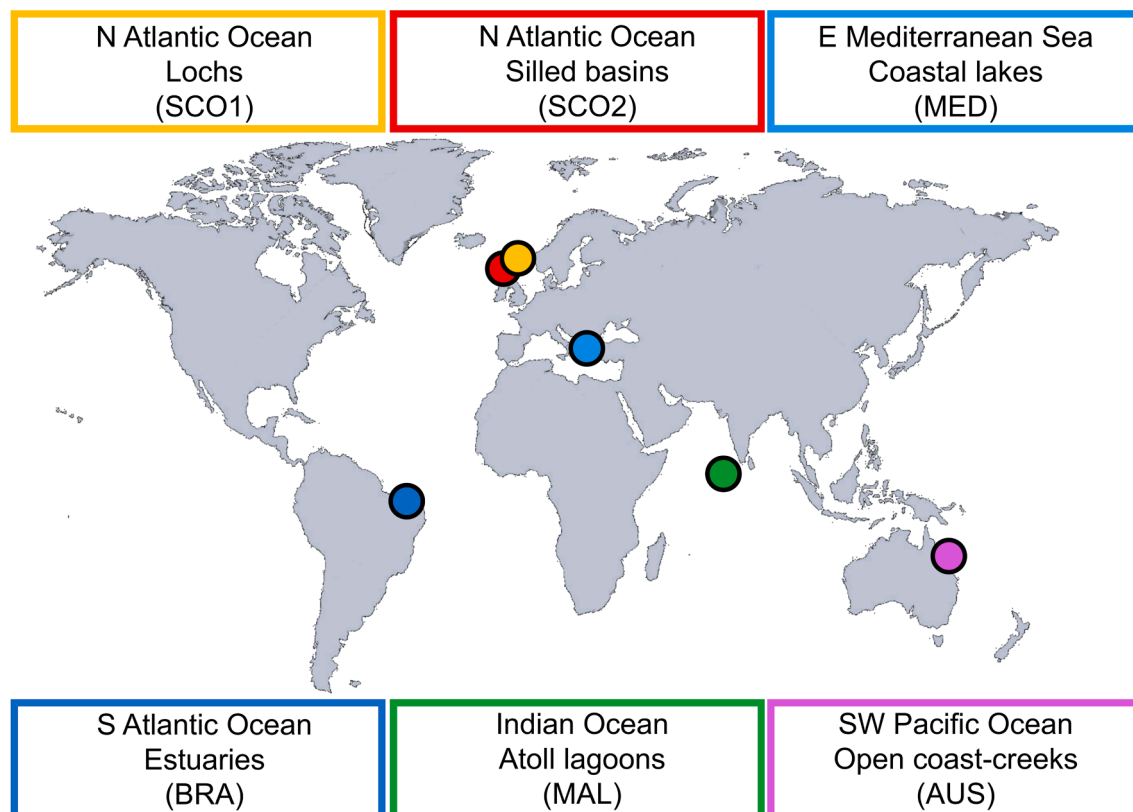 N Atlantic Ocean
Lochs
(SCO1)
N Atlantic Ocean
Silled basins
(SCO2)
E Mediterranean Sea
Coastal lakes
(MED)
S Atlantic Ocean
Estuaries
(BRA)
Indian Ocean
Atoll lagoons
(MAL)
SW Pacific Ocean
Open coast-creeks
(AUS)